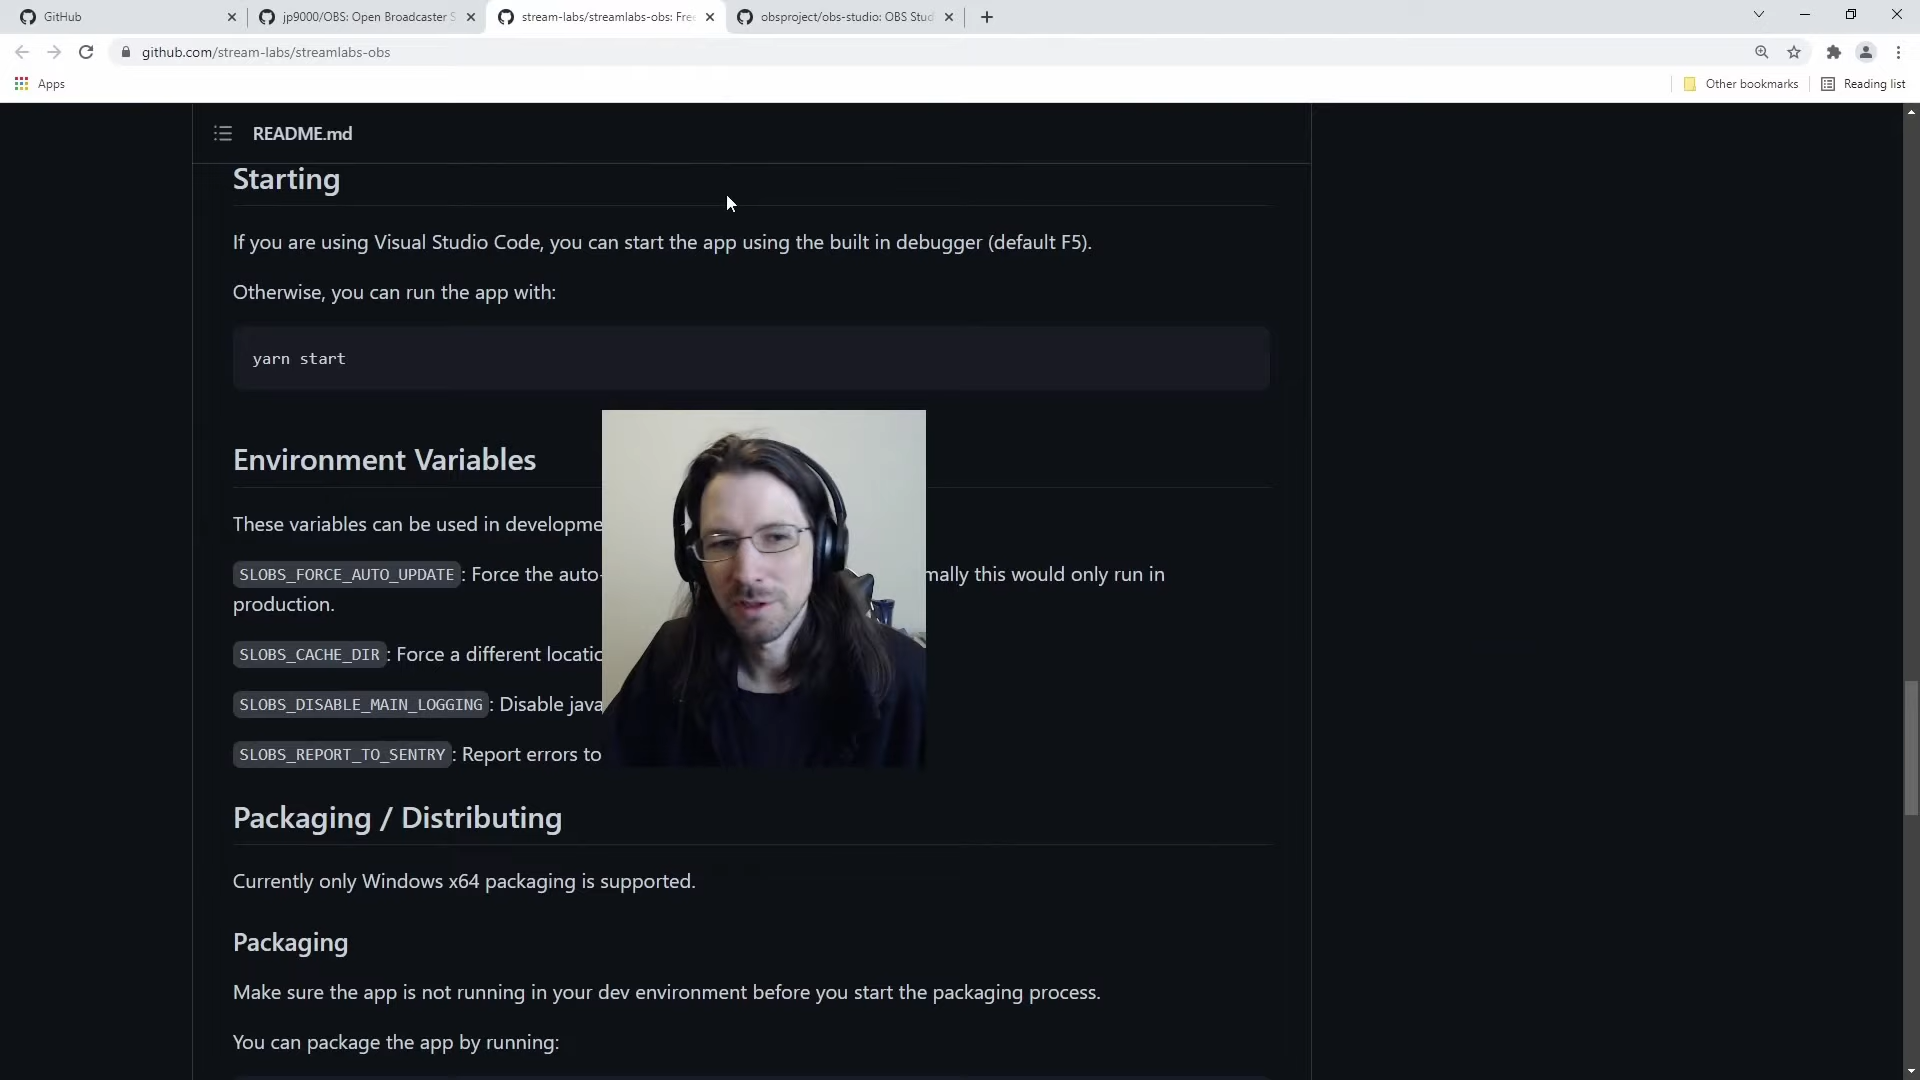 GitHub
jp9000/OBS: Open Broadcaster S
stream-labs/streamlabs-obs: Free
obsproject/obs-studio: OBS Stud
github.com/stream-labs/streamlabs-obs
Apps
Other bookmarks
Reading list
README.md
Starting
If you are using Visual Studio Code, you can start the app using the built in debugger (default F5).
Otherwise, you can run the app with:
yarn start
Environment Variables
These variables can be used in developme
SLOBS_FORCE_AUTO_UPDATE: Force the auto- mally this would only run in
production.
SLOBS_CACHE_DIR: Force a different locatio
SLOBS_DISABLE_MAIN_LOGGING: Disable java
SLOBS_REPORT_TO_SENTRY: Report errors to
Packaging / Distributing
Currently only Windows x64 packaging is supported.
Packaging
Make sure the app is not running in your dev environment before you start the packaging process.
You can package the app by running: